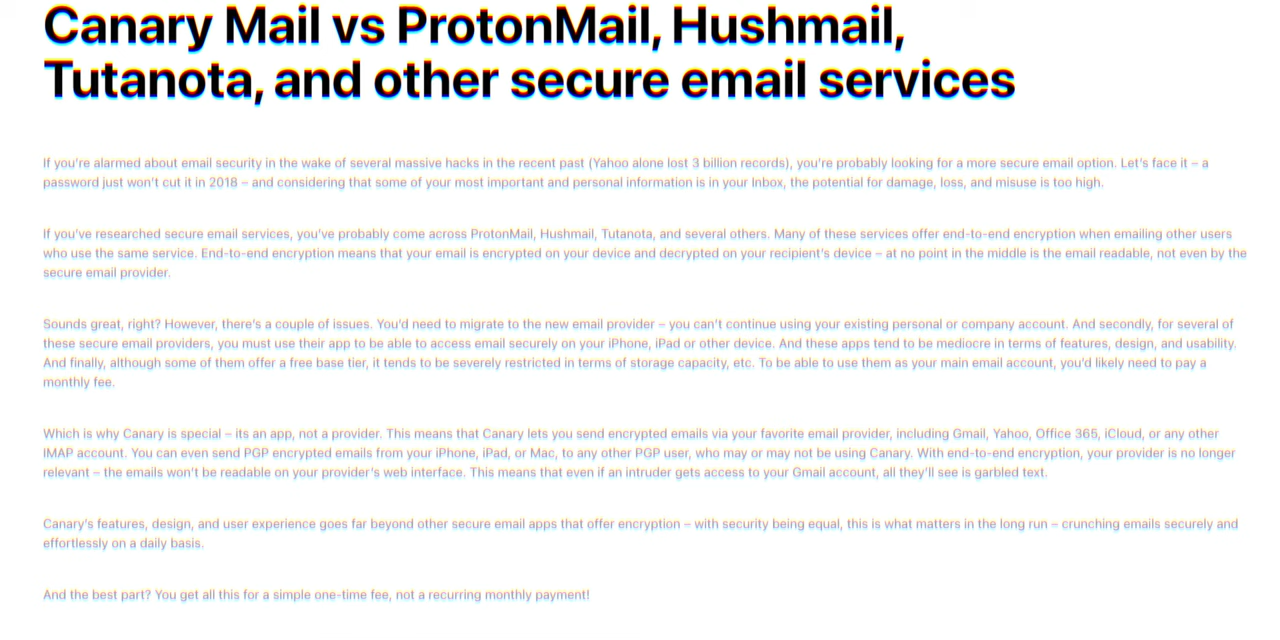 Canary Mail vs ProtonMail, Hushmail,
Tutanota, and other secure email services
If you're alarmed about email security in the wake of several massive hacks in the recent past (Yahoo alone lost 3 billion records), you're probably looking for a more secure email option. Let's face it – a
password just won't cut it in 2018 – and considering that some of your most important and personal information is in your Inbox, the potential for damage, loss, and misuse is too high.
If you've researched secure email services, you've probably come across ProtonMail, Hushmail, Tutanota, and several others. Many of these services offer end-to-end encryption when emailing other users
who use the same service. End-to-end encryption means that your email is encrypted on your device and decrypted on your recipient's device – at no point in the middle is the email readable, not even by the
secure email provider.
Sounds great, right? However, there's a couple of issues. You'd need to migrate to the new email provider – you can't continue using your existing personal or company account. And secondly, for several of
these secure email providers, you must use their app to be able to access email securely on your iPhone, iPad or other device. And these apps tend to be mediocre in terms of features, design, and usability.
And finally, although some of them offer a free base tier, it tends to be severely restricted in terms of storage capacity, etc. To be able to use them as your main email account, you'd likely need to pay a
monthly fee.
Which is why Canary is special – its an app, not a provider. This means that Canary lets you send encrypted emails via your favorite email provider, including Gmail, Yahoo, Office 365, iCloud, or any other
IMAP account. You can even send PGP encrypted emails from your iPhone, iPad, or Mac, to any other PGP user, who may or may not be using Canary. With end-to-end encryption, your provider is no longer
relevant – the emails won't be readable on your provider's web interface. This means that even if an intruder gets access to your Gmail account, all they'll see is garbled text.
Canary's features, design, and user experience goes far beyond other secure email apps that offer encryption – with security being equal, this is what matters in the long run – crunching emails securely and
effortlessly on a daily basis.
And the best part? You get all this for a simple one-time fee, not a recurring monthly payment!